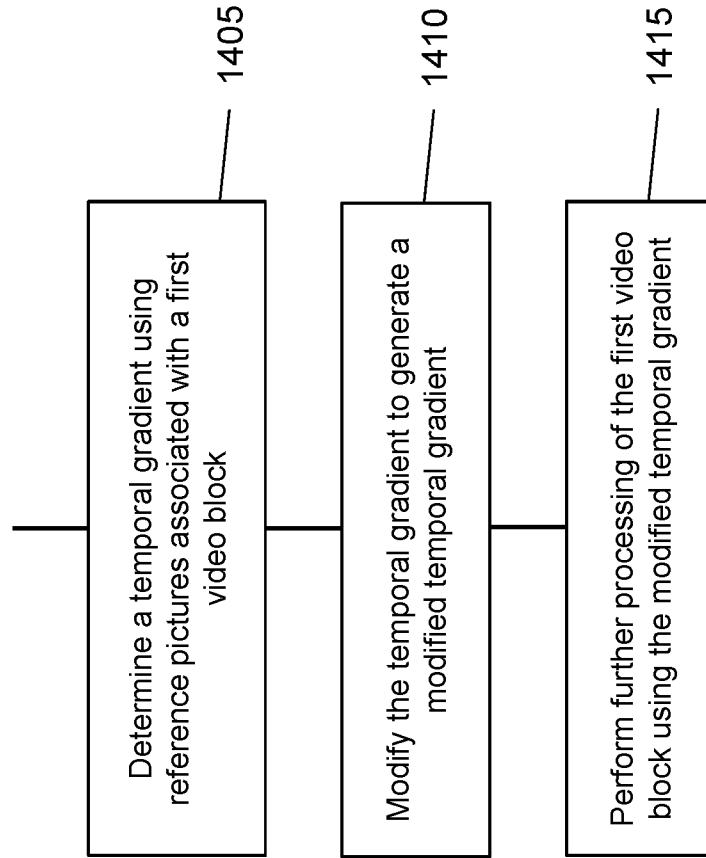 Determine a temporal gradient using
reference pictures associated with a first
video block
1405
Modify the temporal gradient to generate a
modified temporal gradient
1410
Perform further processing of the first video
block using the modified temporal gradient
1415